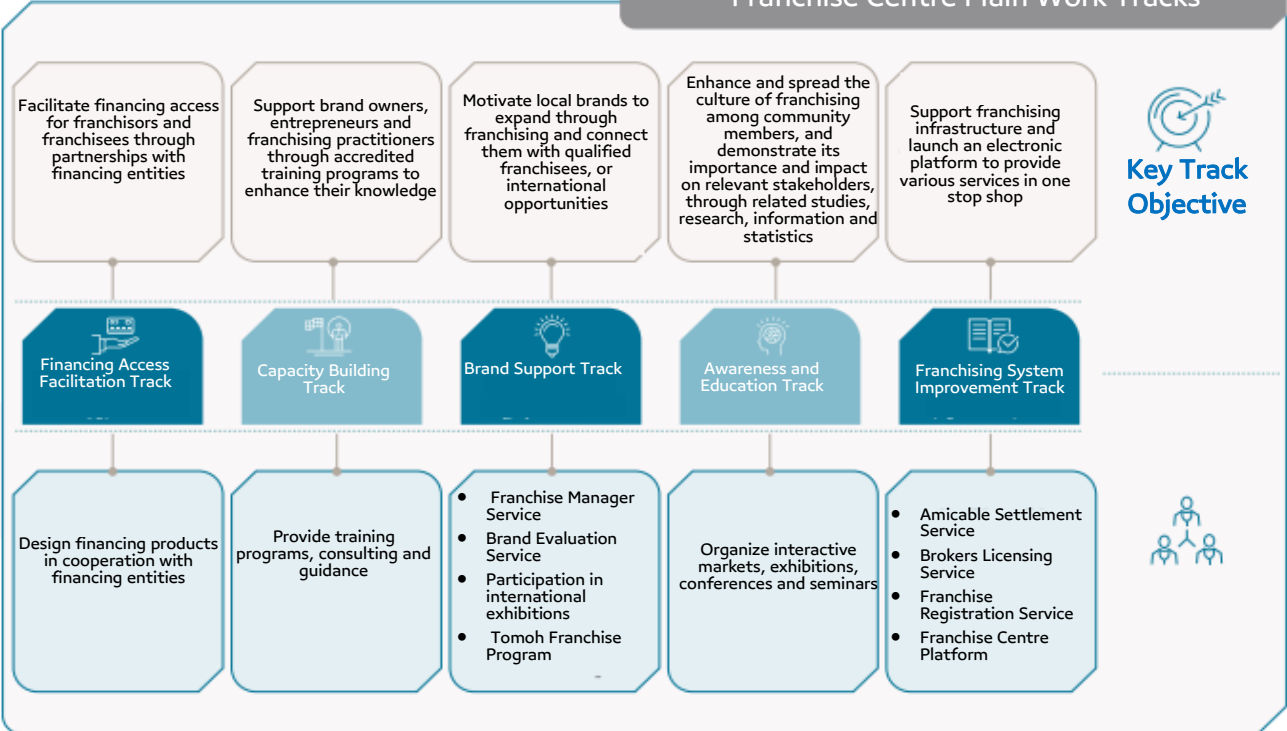 Franchise Centre Main Work Tracks
Facilitate financing access
for franchisors and
franchisees through
partnerships with
financing entities
Support brand owners,
entrepreneurs and
franchising practitioners
through accredited
training programs to
enhance their knowledge
Motivate local brands to
expand through
franchising and connect
them with qualified
franchisees, or
international
opportunities
Enhance and spread the
culture of franchising
among community
members, and
demonstrate its
importance and impact
on relevant stakeholders,
through related studies,
research, information and
statistics
Support franchising
infrastructure and
launch an electronic
platform to provide
various services in one
stop shop
Key Track
Objective
Financing Access
Facilitation Track
Capacity Building
Track
Brand Support Track
Awareness and
Education Track
Franchising System
Improvement Track
Design financing products
in cooperation with
financing entities
Provide training
programs, consulting and
guidance
• Franchise Manager
Service
• Brand Evaluation
Service
• Participation in
international
exhibitions
• Tomoh Franchise
Program
Organize interactive
markets, exhibitions,
conferences and seminars
• Amicable Settlement
Service
• Brokers Licensing
Service
• Franchise
Registration Service
• Franchise Centre
Platform